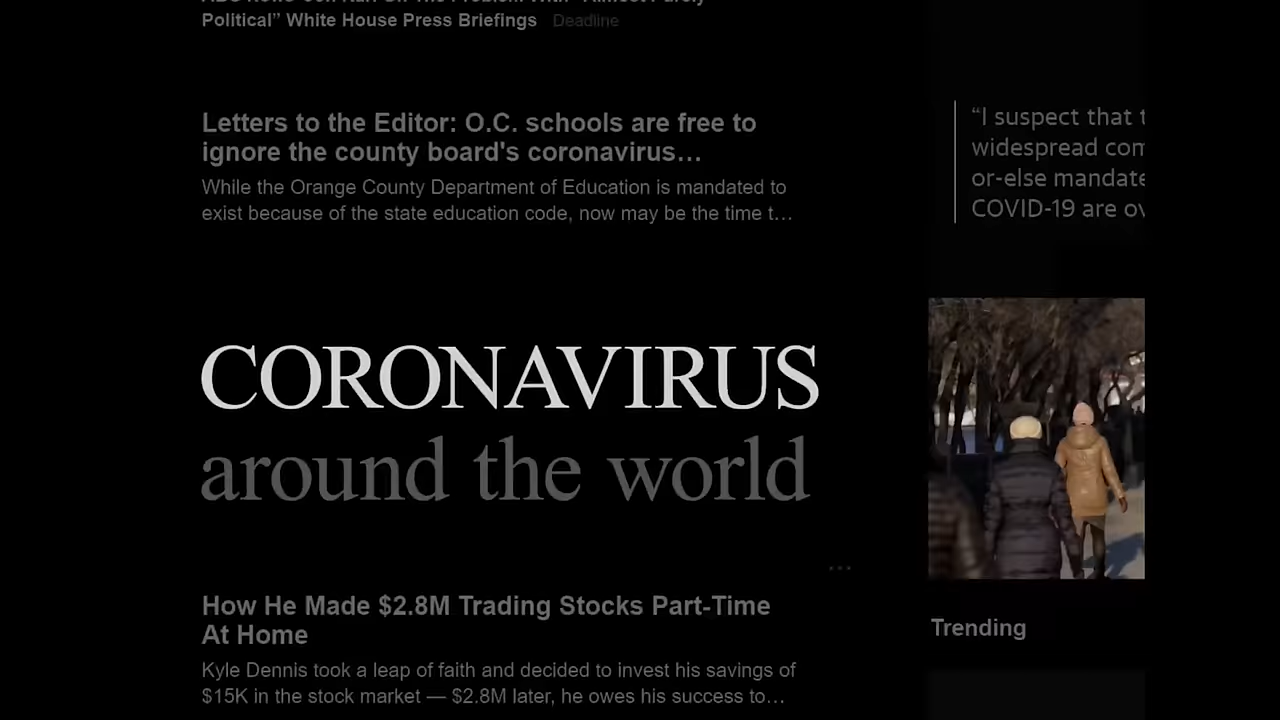 Political” White House Press Briefings Deadline
Letters to the Editor: O.C. schools are free to
ignore the county board's coronavirus…
While the Orange County Department of Education is mandated to
exist because of the state education code, now may be the time t…
“I suspect that t
widespread com
or-else mandate
COVID-19 are ov
CORONAVIRUS
around the world
...
How He Made $2.8M Trading Stocks Part-Time
At Home
Kyle Dennis took a leap of faith and decided to invest his savings of
$15K in the stock market — $2.8M later, he owes his success to…
Trending